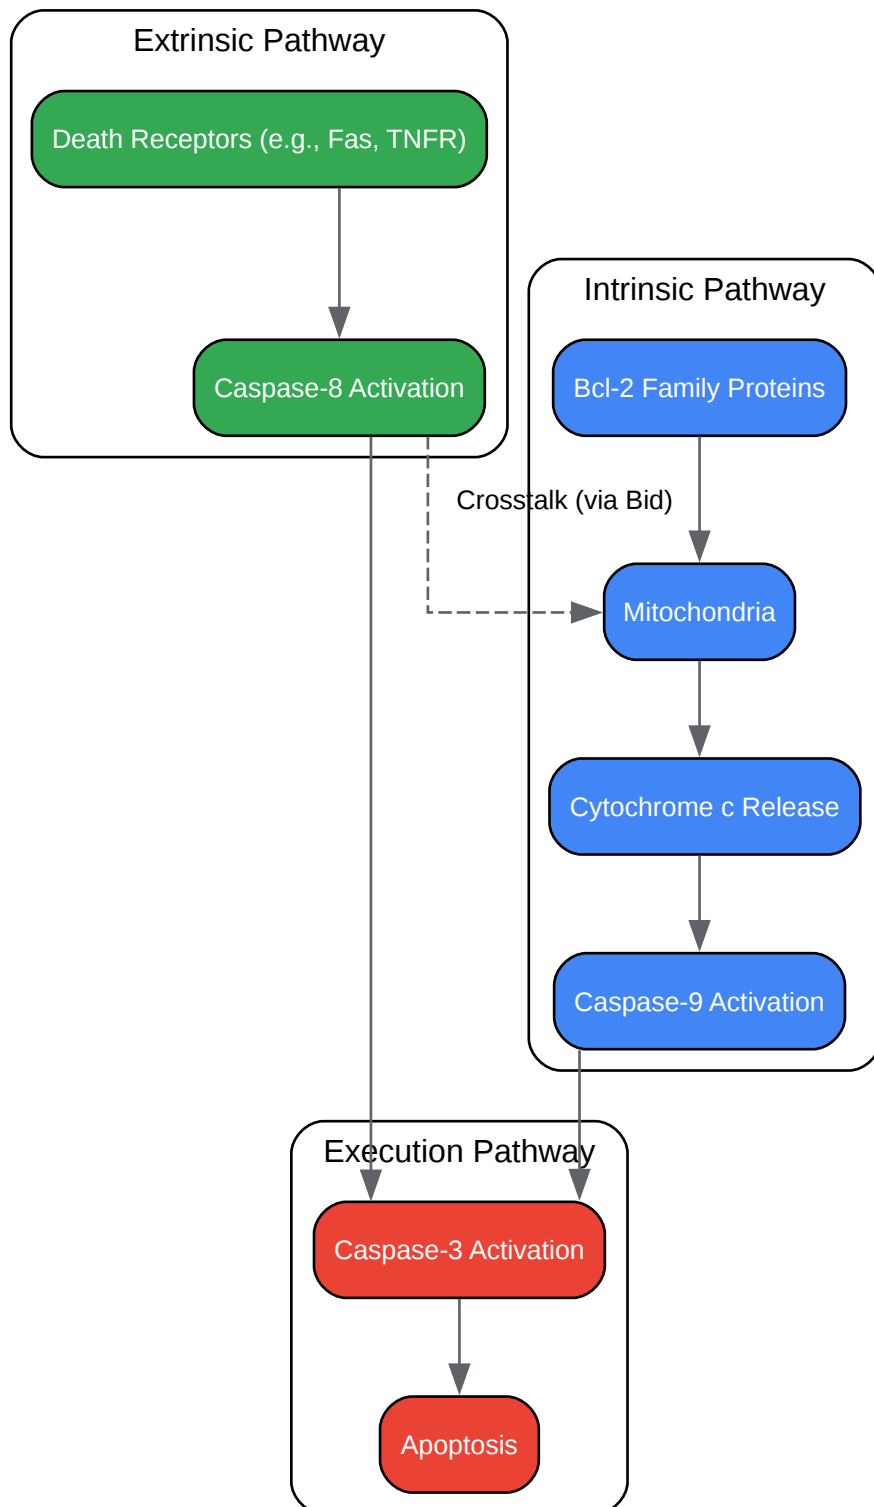 Extrinsic Pathway
Death Receptors (e.g., Fas, TNFR)
Caspase-8 Activation
Intrinsic Pathway
Bcl-2 Family Proteins
Crosstalk (via Bid)
Mitochondria
Cytochrome c Release
Caspase-9 Activation
Execution Pathway
Caspase-3 Activation
Apoptosis